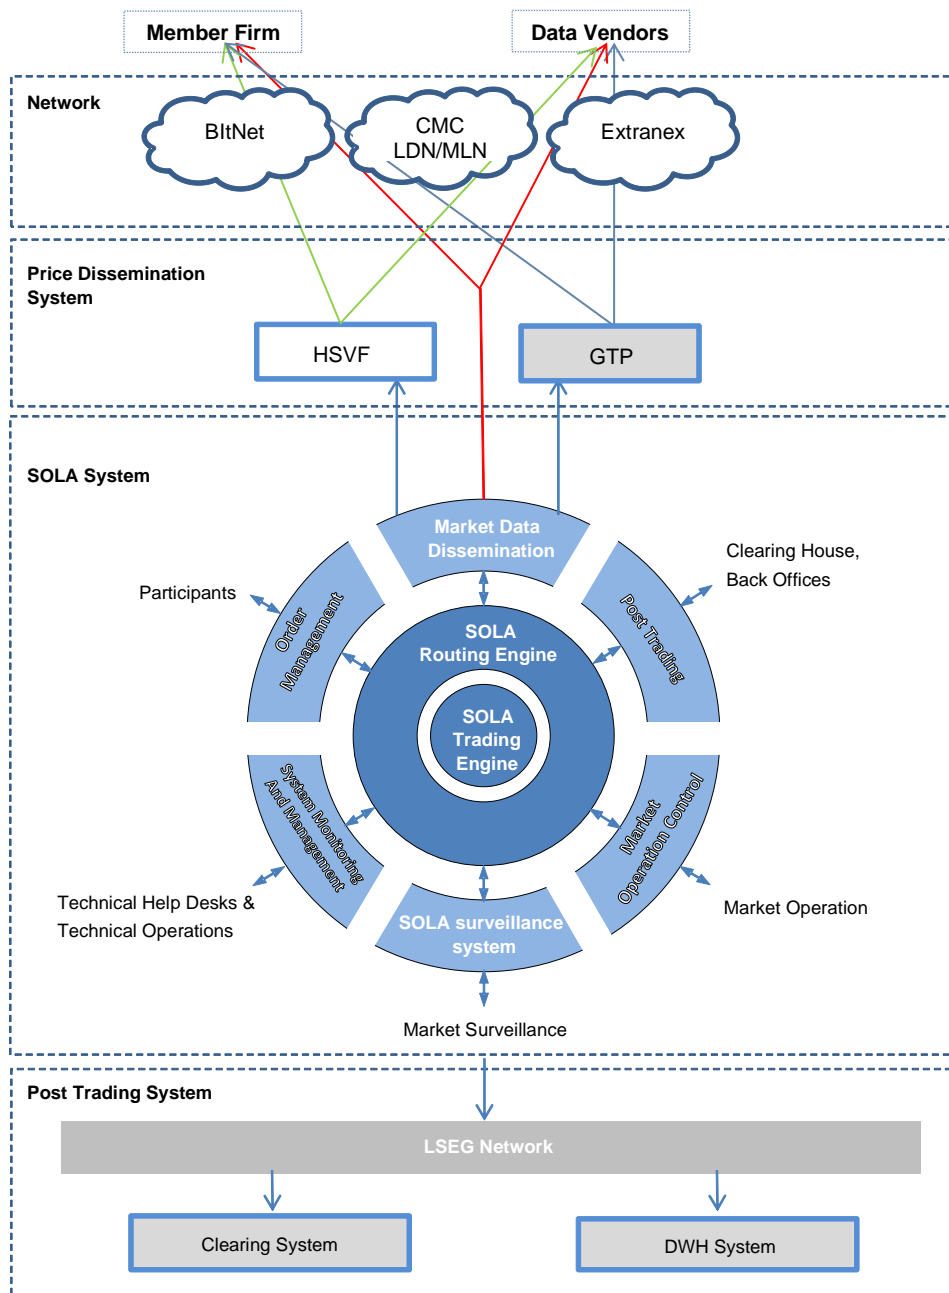 Member Firm
Data Vendors
Network
BItNet
CMC
LDN/MLN
Extranex
Price Dissemination
System
HSVF
GTP
SOLA System
Market Data
Dissemination
Clearing House,
Back Offices
Participants
Order
Management
Post Trading
SOLA
Routing Engine
SOLA
Trading
Engine
System Monitoring
And Management
Market
Operation Control
Technical Help Desks &
Technical Operations
SOLA surveillance
system
Market Operation
Market Surveillance
Post Trading System
LSEG Network
Clearing System
DWH System